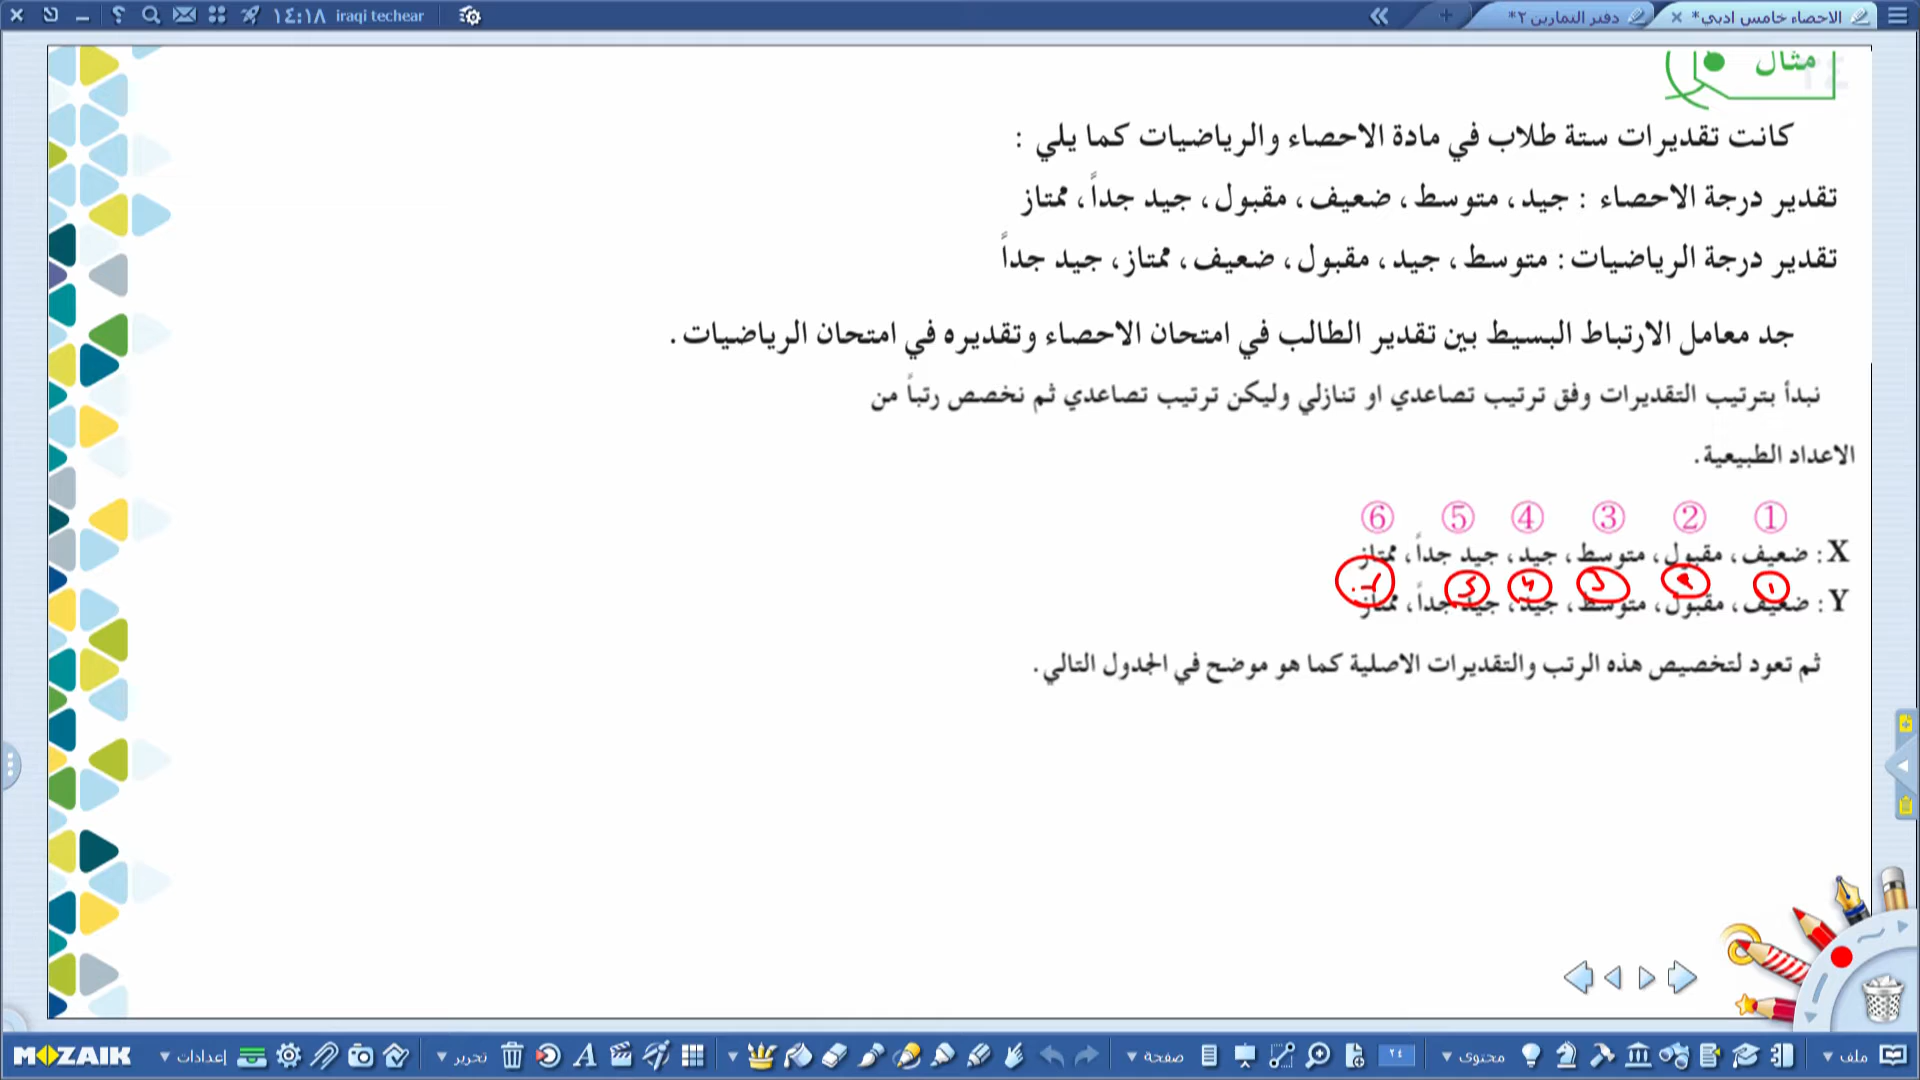 الاحصاء خامس ادبي*
دفتر التمارين ٢*
iraqi techear ١٤:١٨
مثال
كانت تقديرات ستة طلاب في مادة الاحصاء والرياضيات كما يلي :
تقدير درجة الاحصاء : جيد، متوسط، ضعيف، مقبول، جيد جداً، ممتاز
تقدير درجة الرياضيات : متوسط، جيد، مقبول، ضعيف، ممتاز، جيد جداً
جد معامل الارتباط البسيط بين تقدير الطالب في امتحان الاحصاء وتقديره في امتحان الرياضيات .
نبدأ بترتيب التقديرات وفق ترتيب تصاعدي او تنازلي وليكن ترتيب تصاعدي ثم نخصص رتباً من
الاعداد الطبيعية .
① ② ③ ④ ⑤ ⑥
X : ضعيف، مقبول، متوسط، جيد، جيد جداً، ممتاز
Y : ضعيف، مقبول، متوسط، جيد، جيد جداً، ممتاز
ثم تعود لتخصيص هذه الرتب والتقديرات الاصلية كما هو موضح في الجدول التالي .
ملف
محتوى
٢٤
صفحة
تحرير
إعدادات
MOZAIK